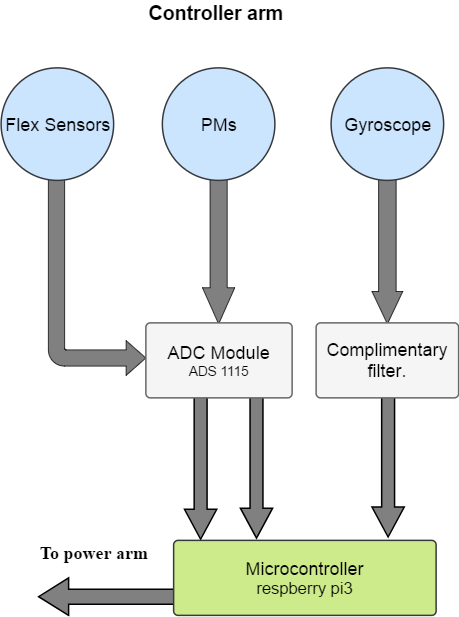 Controller arm
Flex Sensors
PMs
Gyroscope
ADC Module
ADS 1115
Complimentary
filter.
To power arm
Microcontroller
respberry pi3